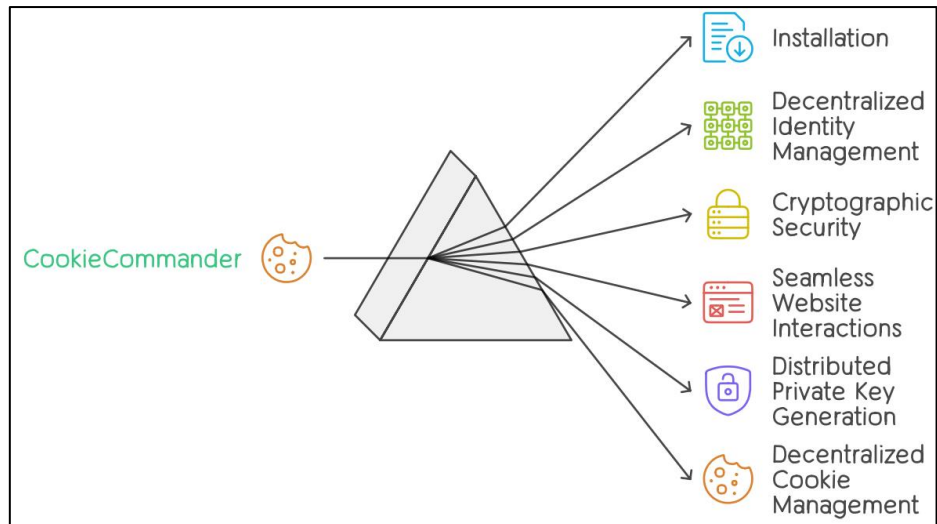 Installation
Decentralized
Identity
Management
Cryptographic
Security
CookieCommander
Seamless
Website
Interactions
Distributed
Private Key
Generation
Decentralized
Cookie
Management